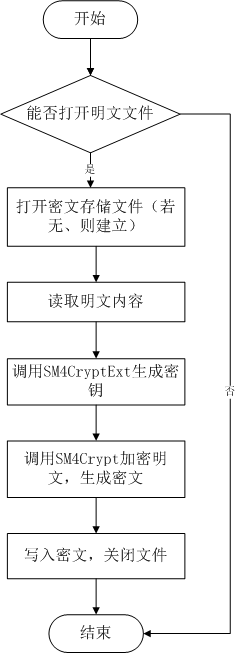 开始
能否打开明文文件
是
打开密文存储文件（若
无、则建立）
读取明文内容
调用SM4CryptExt生成密
钥
否
调用SM4Crypt加密明
文，生成密文
写入密文，关闭文件
结束